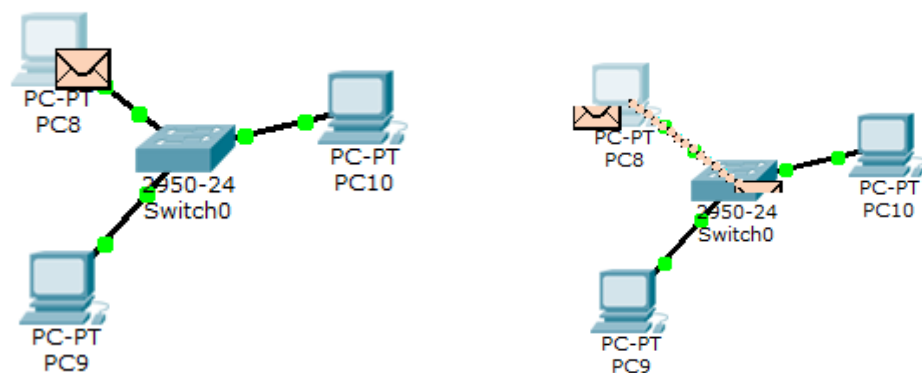 PC-PT
PC8
PC-PT
PC10
2950-24
Switch0
PC-PT
PC9
PC-PT
PC8
PC-PT
PC10
2950-24
Switch0
PC-PT
PC9